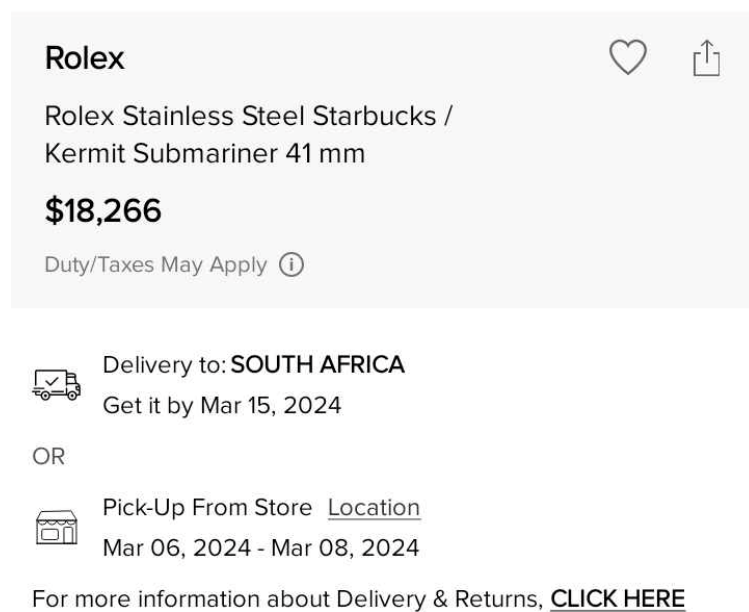 Rolex
Rolex Stainless Steel Starbucks /
Kermit Submariner 41 mm
$18,266
Duty/Taxes May Apply
Delivery to: SOUTH AFRICA
Get it by Mar 15, 2024
OR
Pick-Up From Store Location
Mar 06, 2024 - Mar 08, 2024
For more information about Delivery & Returns, CLICK HERE